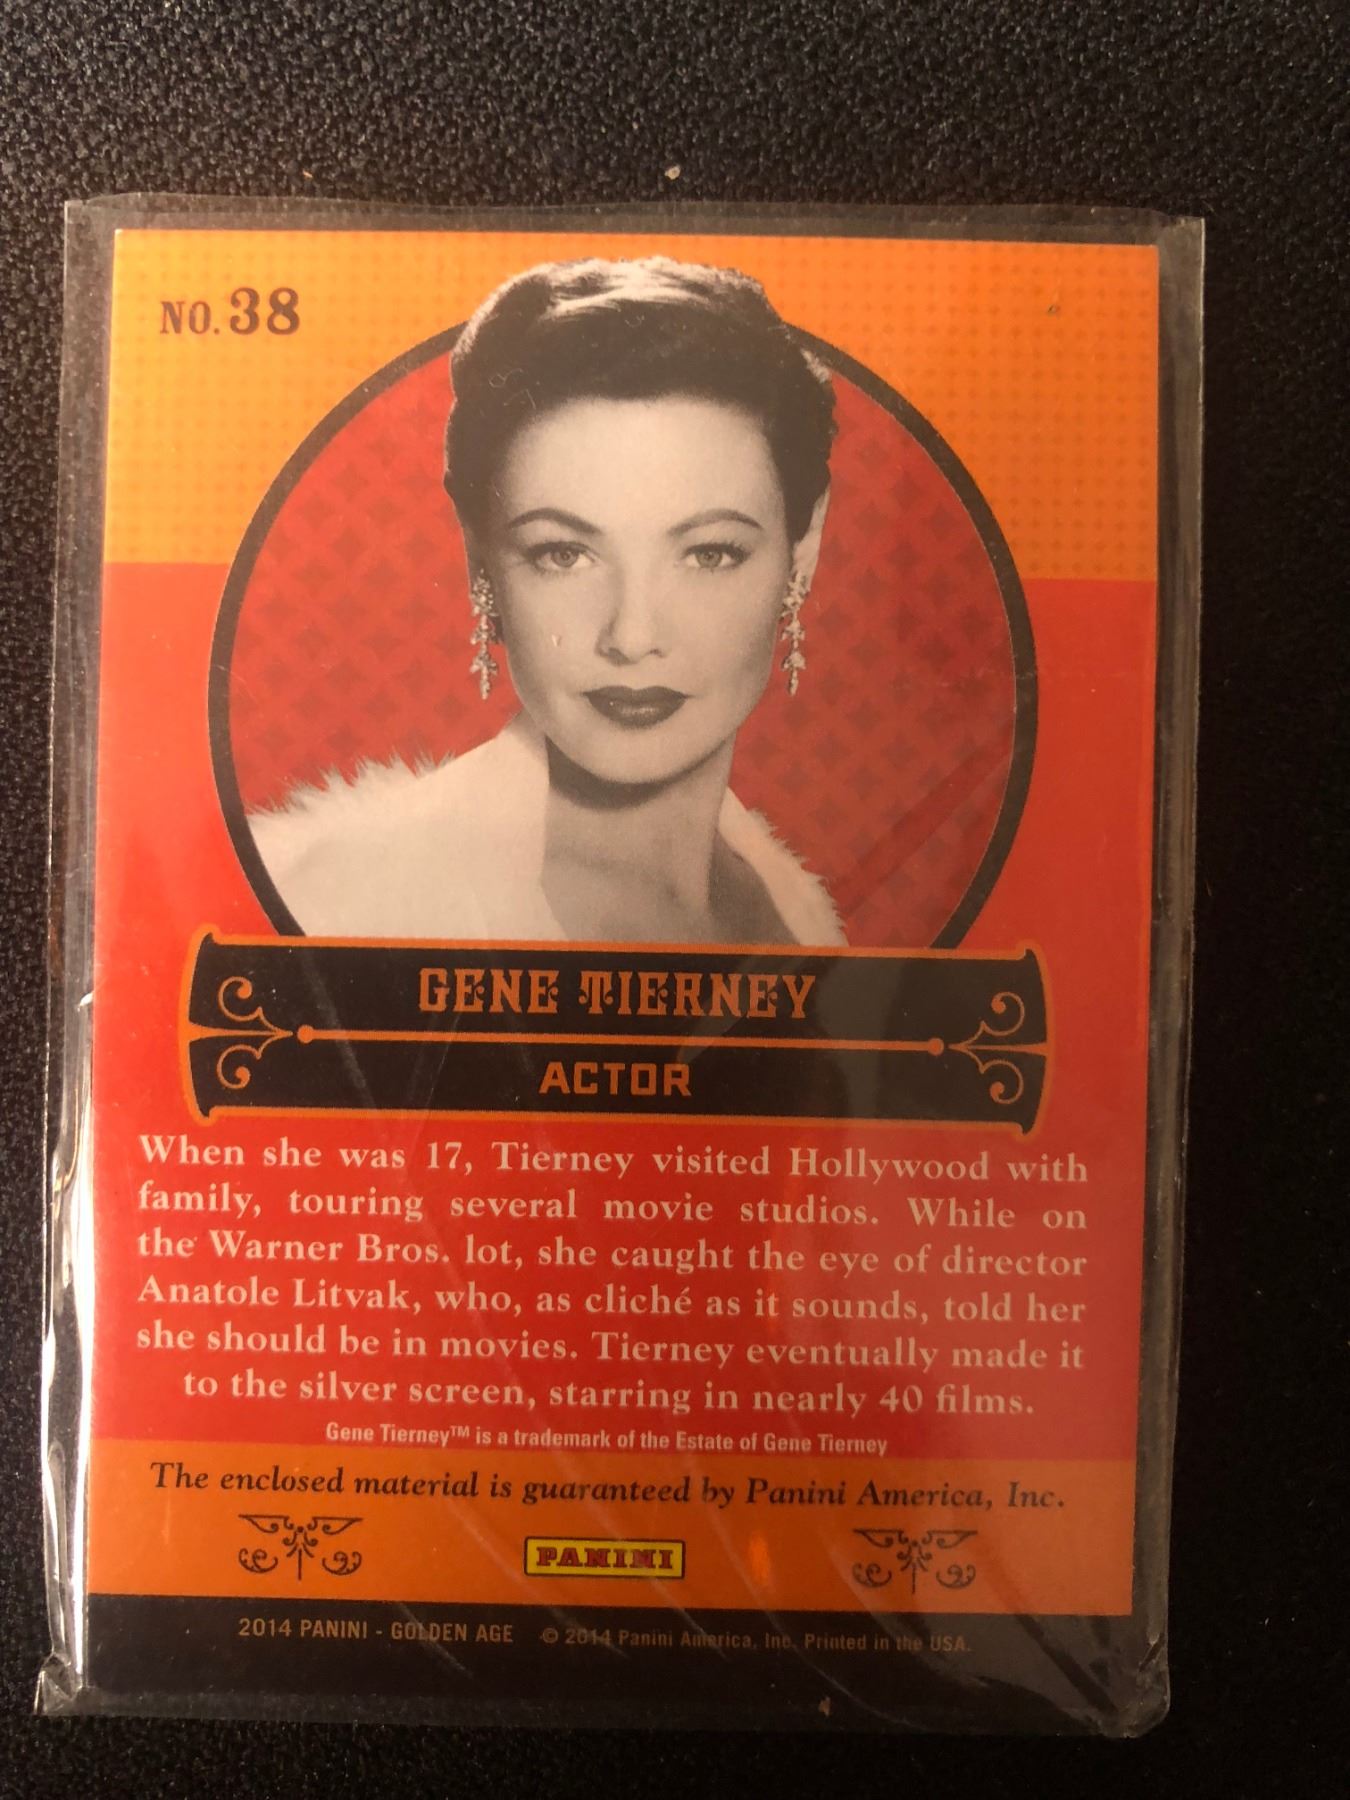 NO. 38
GENE TIERNEY
ACTOR
When she was 17, Tierney visited Hollywood with
family, touring several movie studios. While on
the Warner Bros. lot, she caught the eye of director
Anatole Litvak, who, as cliché as it sounds, told her
she should be in movies. Tierney eventually made it
to the silver screen, starring in nearly 40 films.
Gene Tierney™ is a trademark of the Estate of Gene Tierney
The enclosed material is guaranteed by Panini America, Inc.
PANINI
2014 PANINI - GOLDEN AGE © 2014 Panini America, Inc. Printed in the USA.